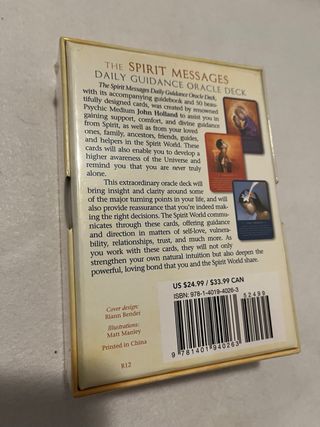 THE SPIRIT MESSAGES
DAILY GUIDANCE ORACLE DECK
The Spirit Messages Daily Guidance Oracle Deck,
with its accompanying guidebook and 50 beau-
tifully designed cards, was created by renowned
Psychic Medium John Holland to assist you in
gaining support, comfort, and divine guidance
from Spirit, as well as from your loved
ones, family, ancestors, friends, guides,
and helpers in the Spirit World. These
cards will also enable you to develop a
higher awareness of the Universe and
remind you that you are never truly
alone.
This extraordinary oracle deck will
bring insight and clarity around some
of the major turning points in your life, and will
also provide reassurance that you're indeed mak-
ing the right decisions. The Spirit World commu-
nicates through these cards, offering guidance
and direction in matters of self-love, vulnera-
bility, relationships, trust, and much more. As
you work with these cards, they will not only
strengthen your own natural intuition but also deepen the
powerful, loving bond that you and the Spirit World share.
Cover design:
Riann Bender
Illustrations:
Matt Manley
Printed in China
R12
US $24.99 / $33.99 CAN
ISBN: 978-1-4019-4026-3
52499
9 781401 940263